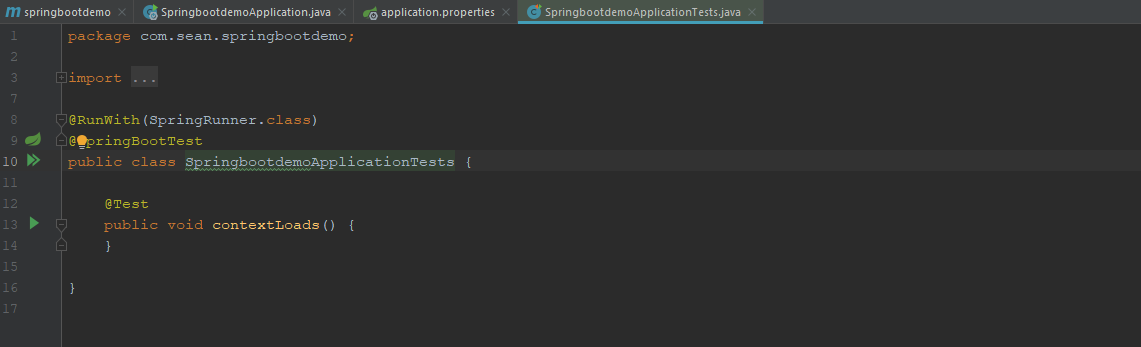 m springbootdemo × SpringbootdemoApplication.java × application.properties × SpringbootdemoApplicationTests.java ×
1 package com.sean.springbootdemo;
2
3 import ...
7
8 @RunWith(SpringRunner.class)
9 @SpringBootTest
10 public class SpringbootdemoApplicationTests {
11
12 @Test
13 public void contextLoads() {
14 }
15
16 }
17